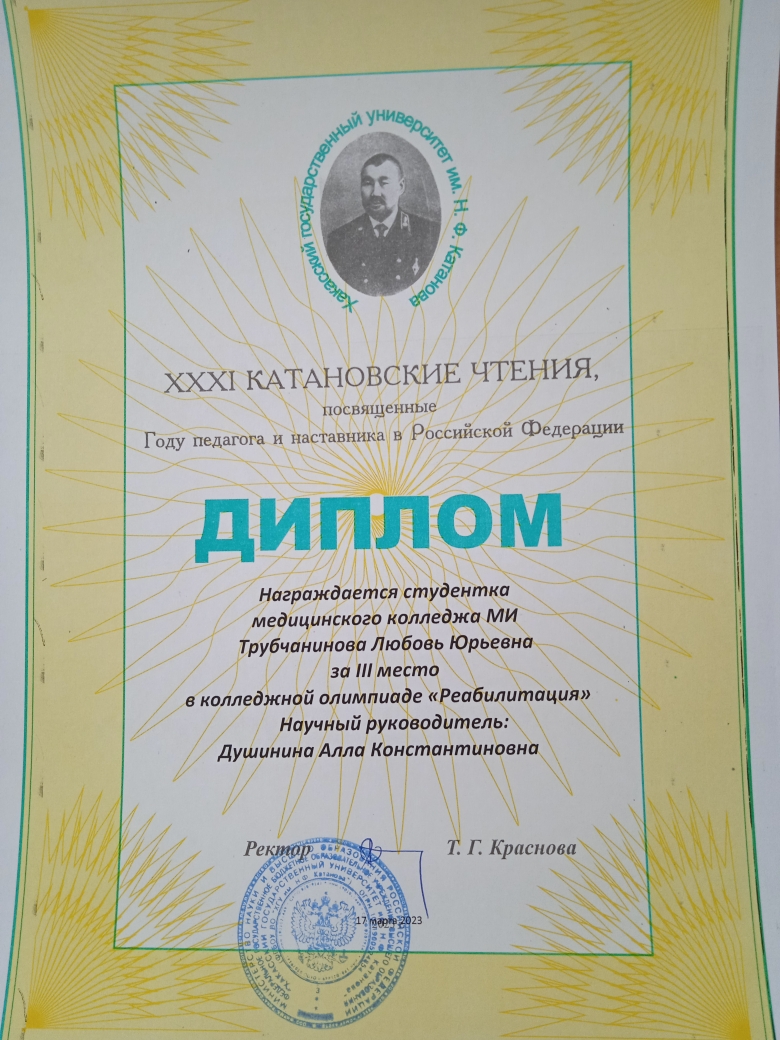 Хакасский государственный университет им. Н. Ф. Катанова
XXXI КАТАНОВСКИЕ ЧТЕНИЯ,
посвященные
Году педагога и наставника в Российской Федерации
ДИПЛОМ
Награждается студентка
медицинского колледжа МИ
Трубчанинова Любовь Юрьевна
за III место
в колледжной олимпиаде «Реабилитация»
Научный руководитель:
Душинина Алла Константиновна
Ректор Т. Г. Краснова
17 марта 2023